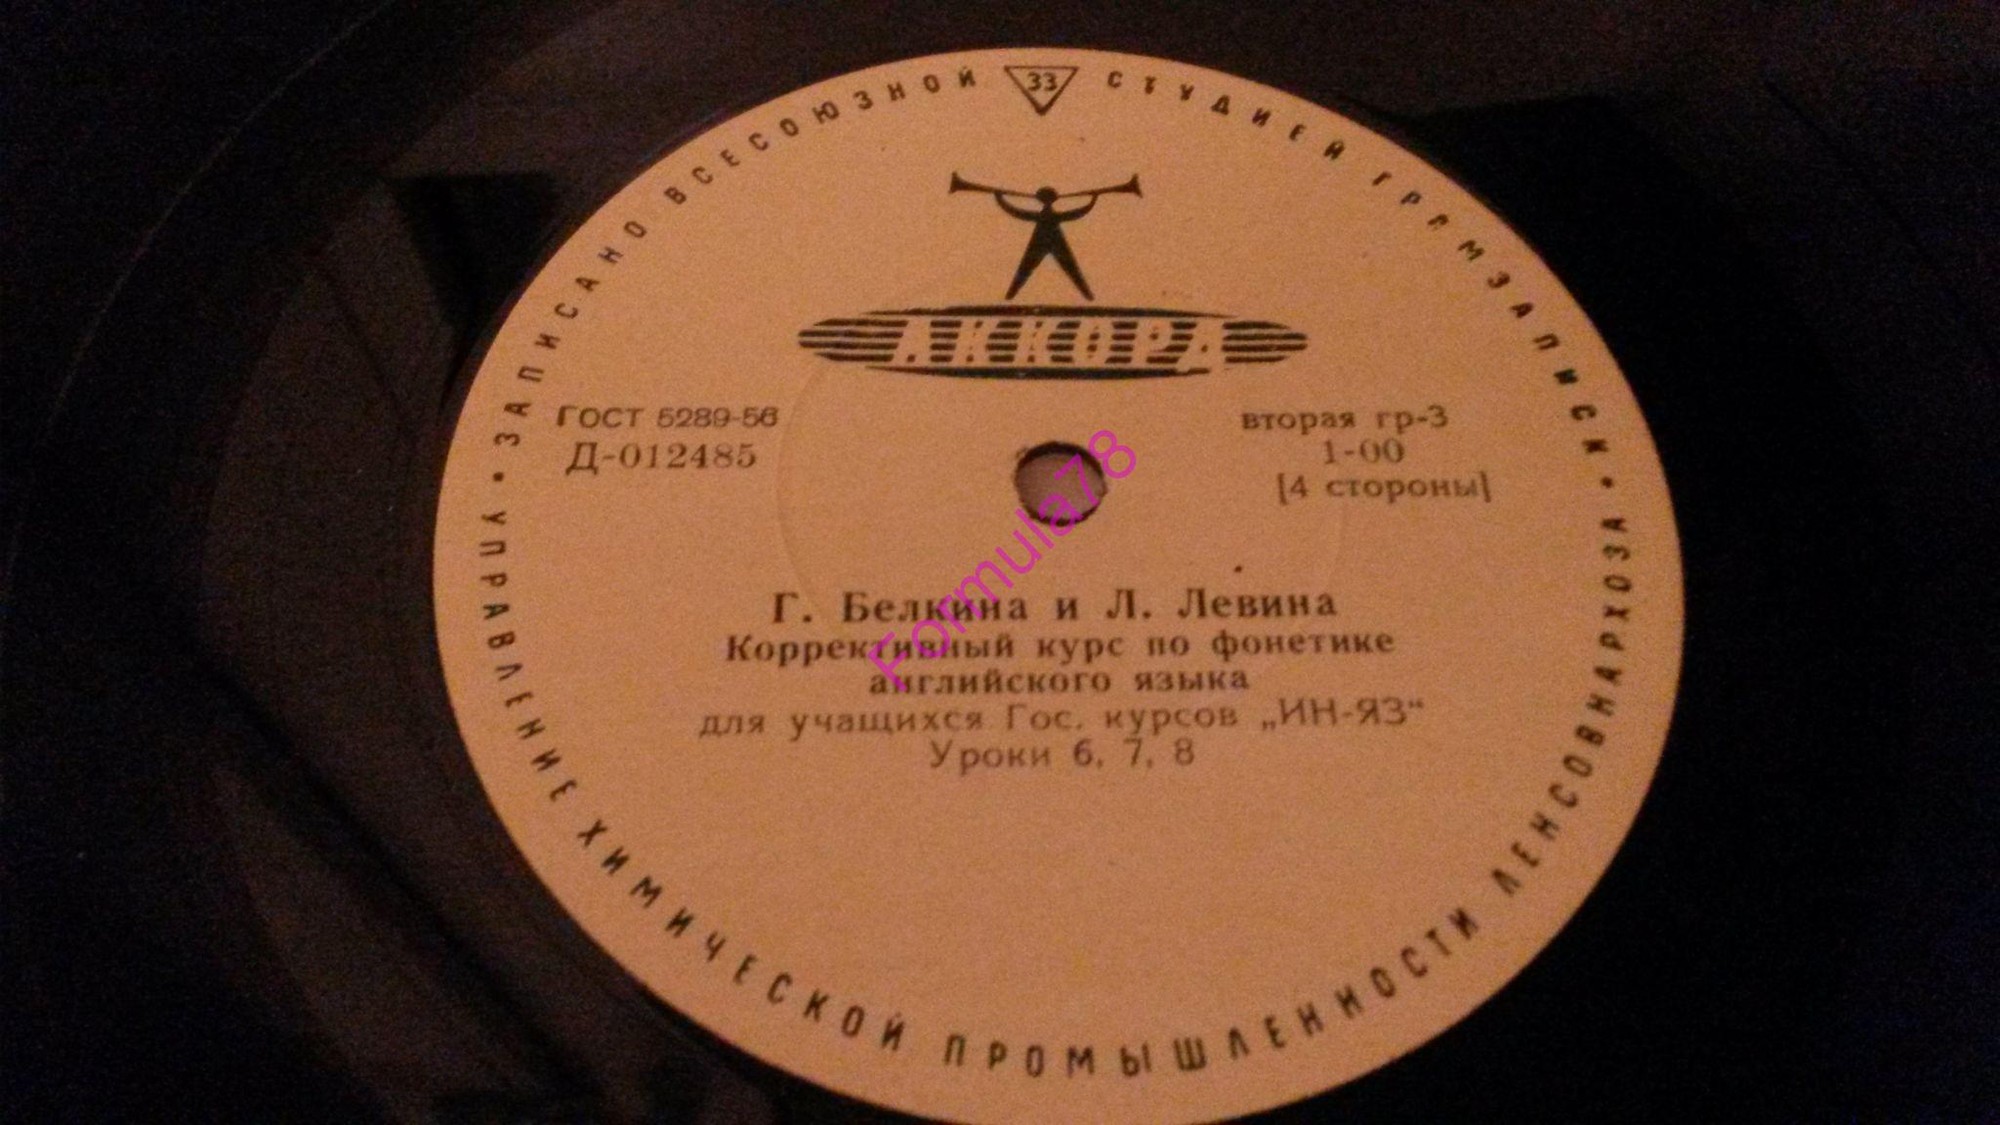 ЗАПИСАНО ВСЕСОЮЗНОЙ 33 СТУДИЕЙ ГРАМЗАПИСИ
АККОРД
ГОСТ 5289-56
Д-012485
вторая гр-3
1-00
[4 стороны]
Г. Белкина и Л. Левина
Коррективный курс по фонетике
английского языка
для учащихся Гос. курсов „ИН-ЯЗ“
Уроки 6, 7, 8
УПРАВЛЕНИЕ ХИМИЧЕСКОЙ ПРОМЫШЛЕННОСТИ ЛЕНСОВНАРХОЗА
Formula78